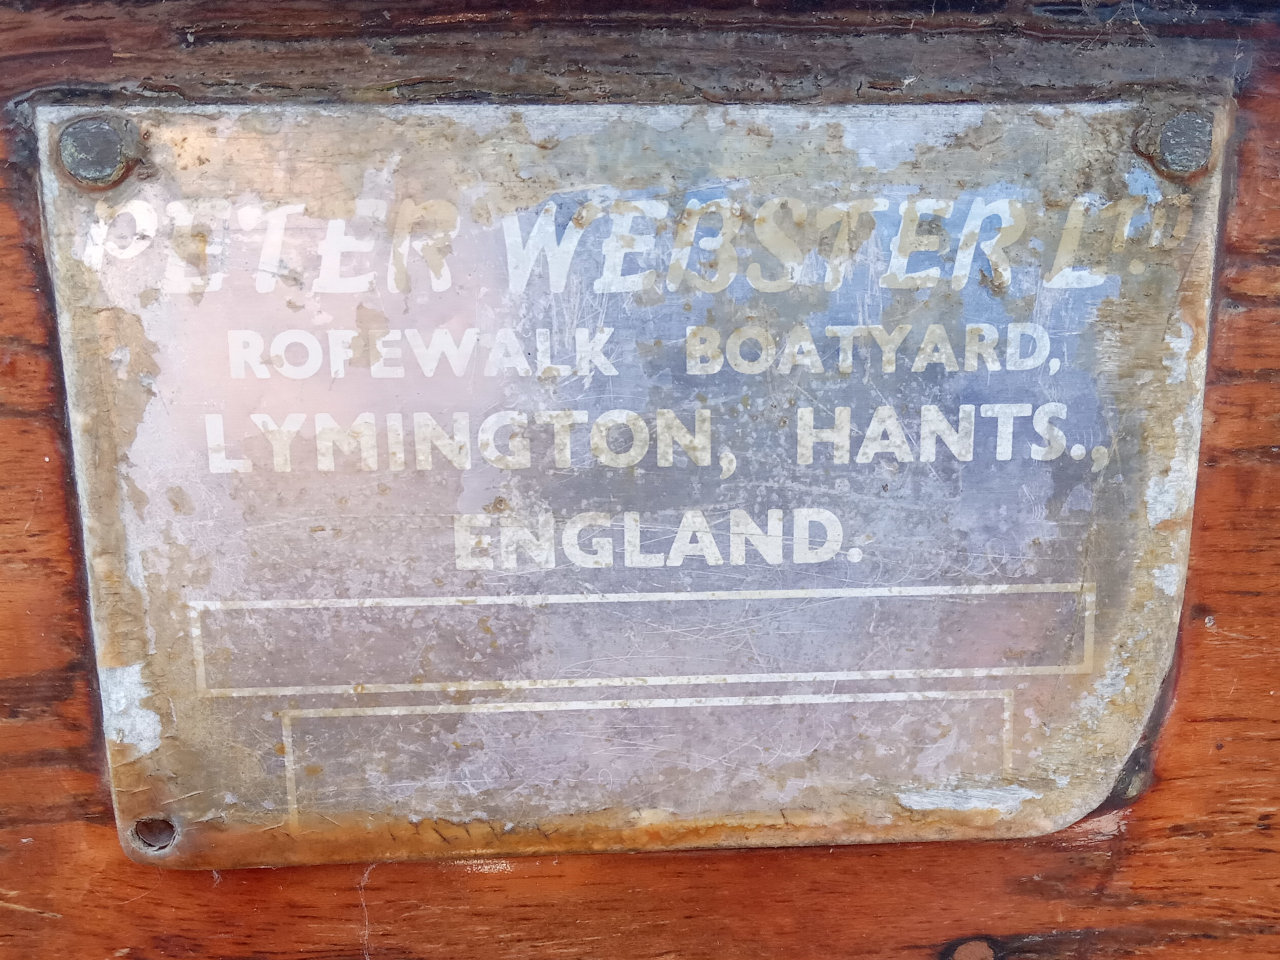 PETER WEBSTER LTD
ROPEWALK BOATYARD,
LYMINGTON, HANTS.,
ENGLAND.